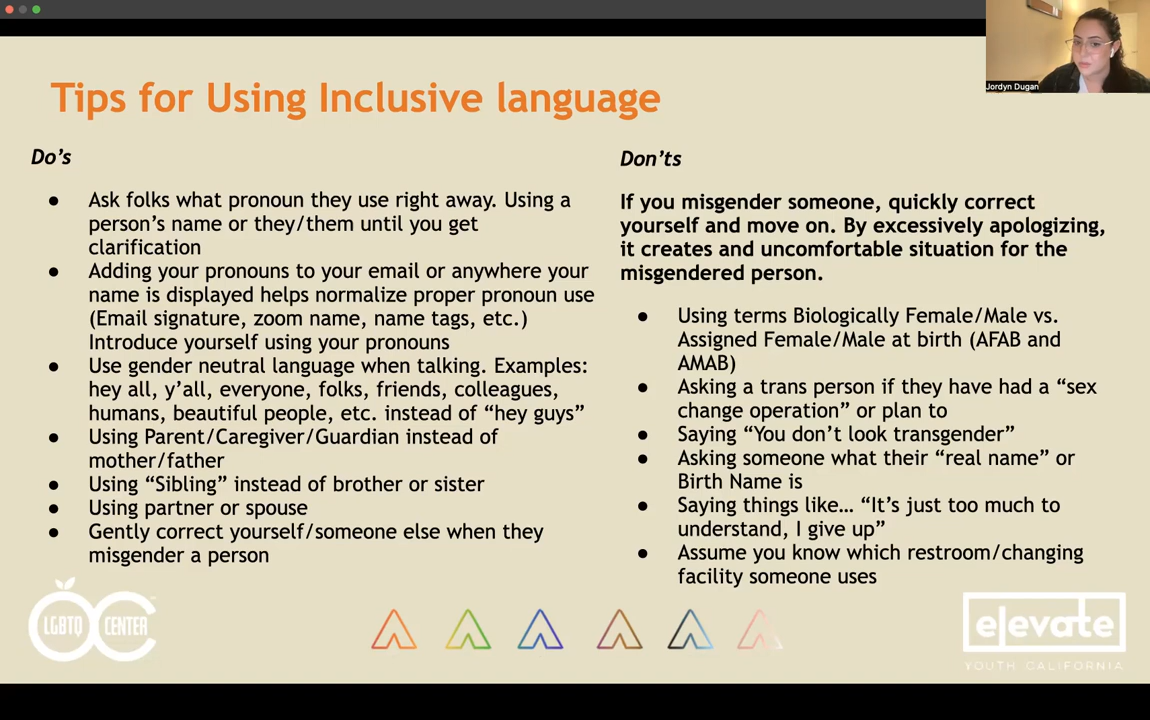 Jordyn Dugan
Tips for Using Inclusive language
Do's
● Ask folks what pronoun they use right away. Using a
person's name or they/them until you get
clarification
● Adding your pronouns to your email or anywhere your
name is displayed helps normalize proper pronoun use
(Email signature, zoom name, name tags, etc.)
Introduce yourself using your pronouns
● Use gender neutral language when talking. Examples:
hey all, y'all, everyone, folks, friends, colleagues,
humans, beautiful people, etc. instead of “hey guys”
● Using Parent/Caregiver/Guardian instead of
mother/father
● Using “Sibling” instead of brother or sister
● Using partner or spouse
● Gently correct yourself/someone else when they
misgender a person
Don'ts
If you misgender someone, quickly correct
yourself and move on. By excessively apologizing,
it creates and uncomfortable situation for the
misgendered person.
● Using terms Biologically Female/Male vs.
Assigned Female/Male at birth (AFAB and
AMAB)
● Asking a trans person if they have had a “sex
change operation” or plan to
● Saying “You don't look transgender”
● Asking someone what their “real name” or
Birth Name is
● Saying things like… “It's just too much to
understand, I give up”
● Assume you know which restroom/changing
facility someone uses
LGBTQ CENTER
OC
elevate
YOUTH CALIFORNIA